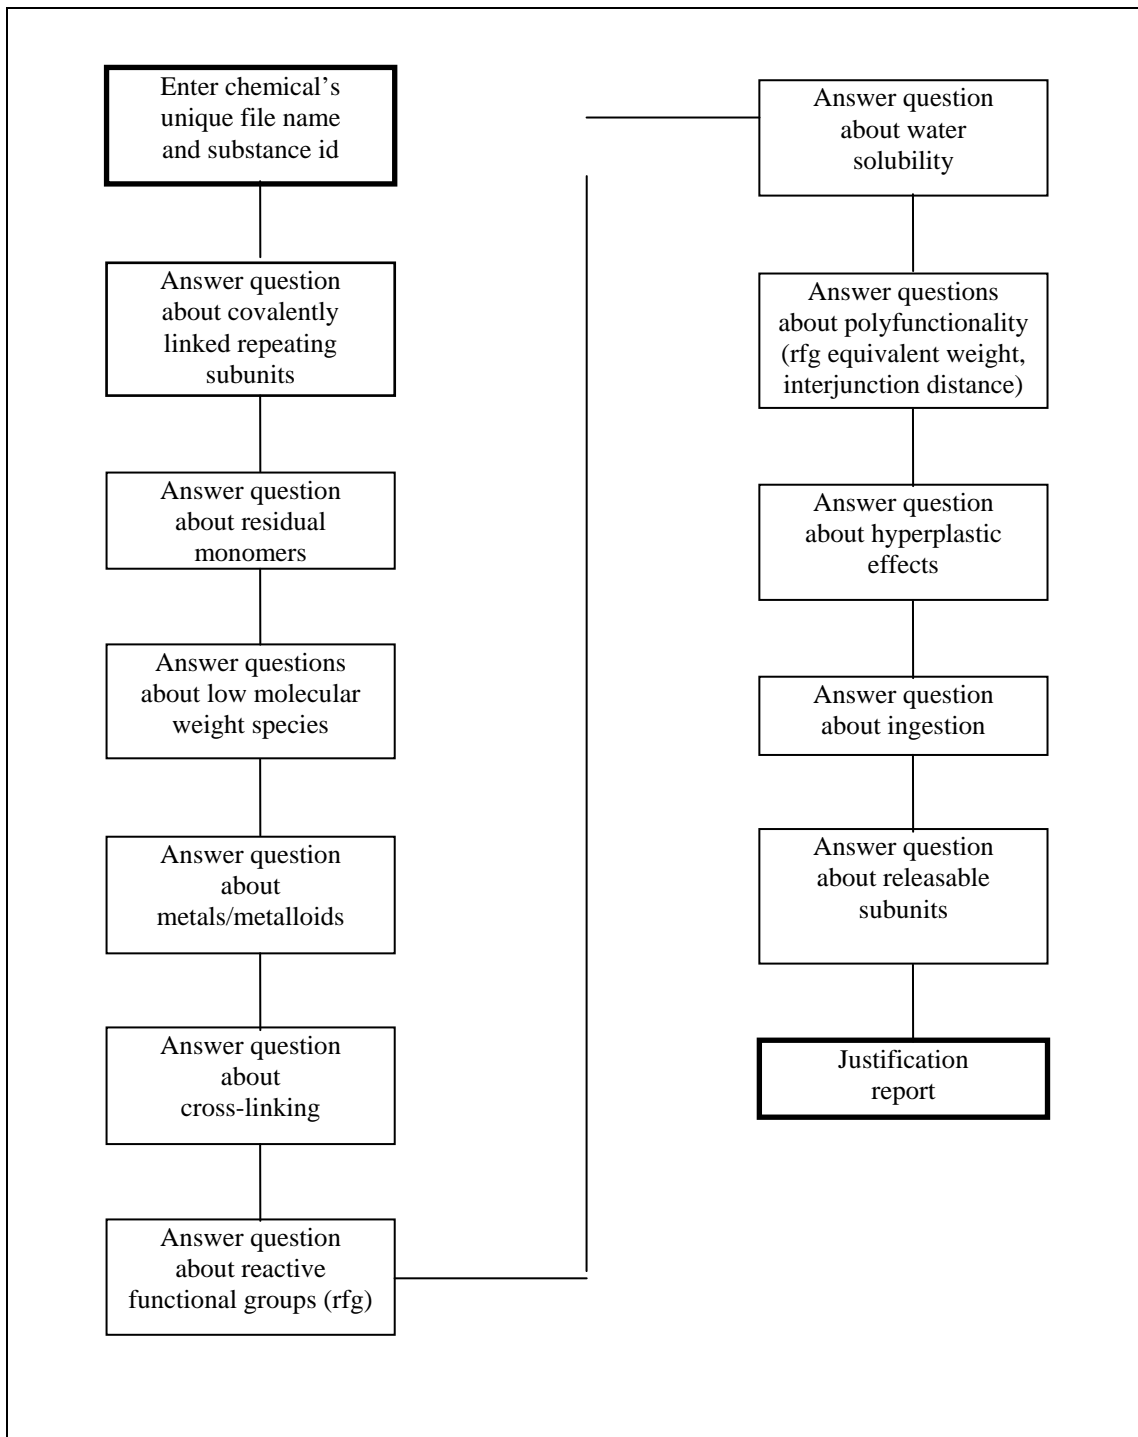 Enter chemical’s
unique file name
and substance id
Answer question
about covalently
linked repeating
subunits
Answer question
about residual
monomers
Answer questions
about low molecular
weight species
Answer question
about
metals/metalloids
Answer question
about
cross-linking
Answer question
about reactive
functional groups (rfg)
Answer question
about water
solubility
Answer questions
about polyfunctionality
(rfg equivalent weight,
interjunction distance)
Answer question
about hyperplastic
effects
Answer question
about ingestion
Answer question
about releasable
subunits
Justification
report